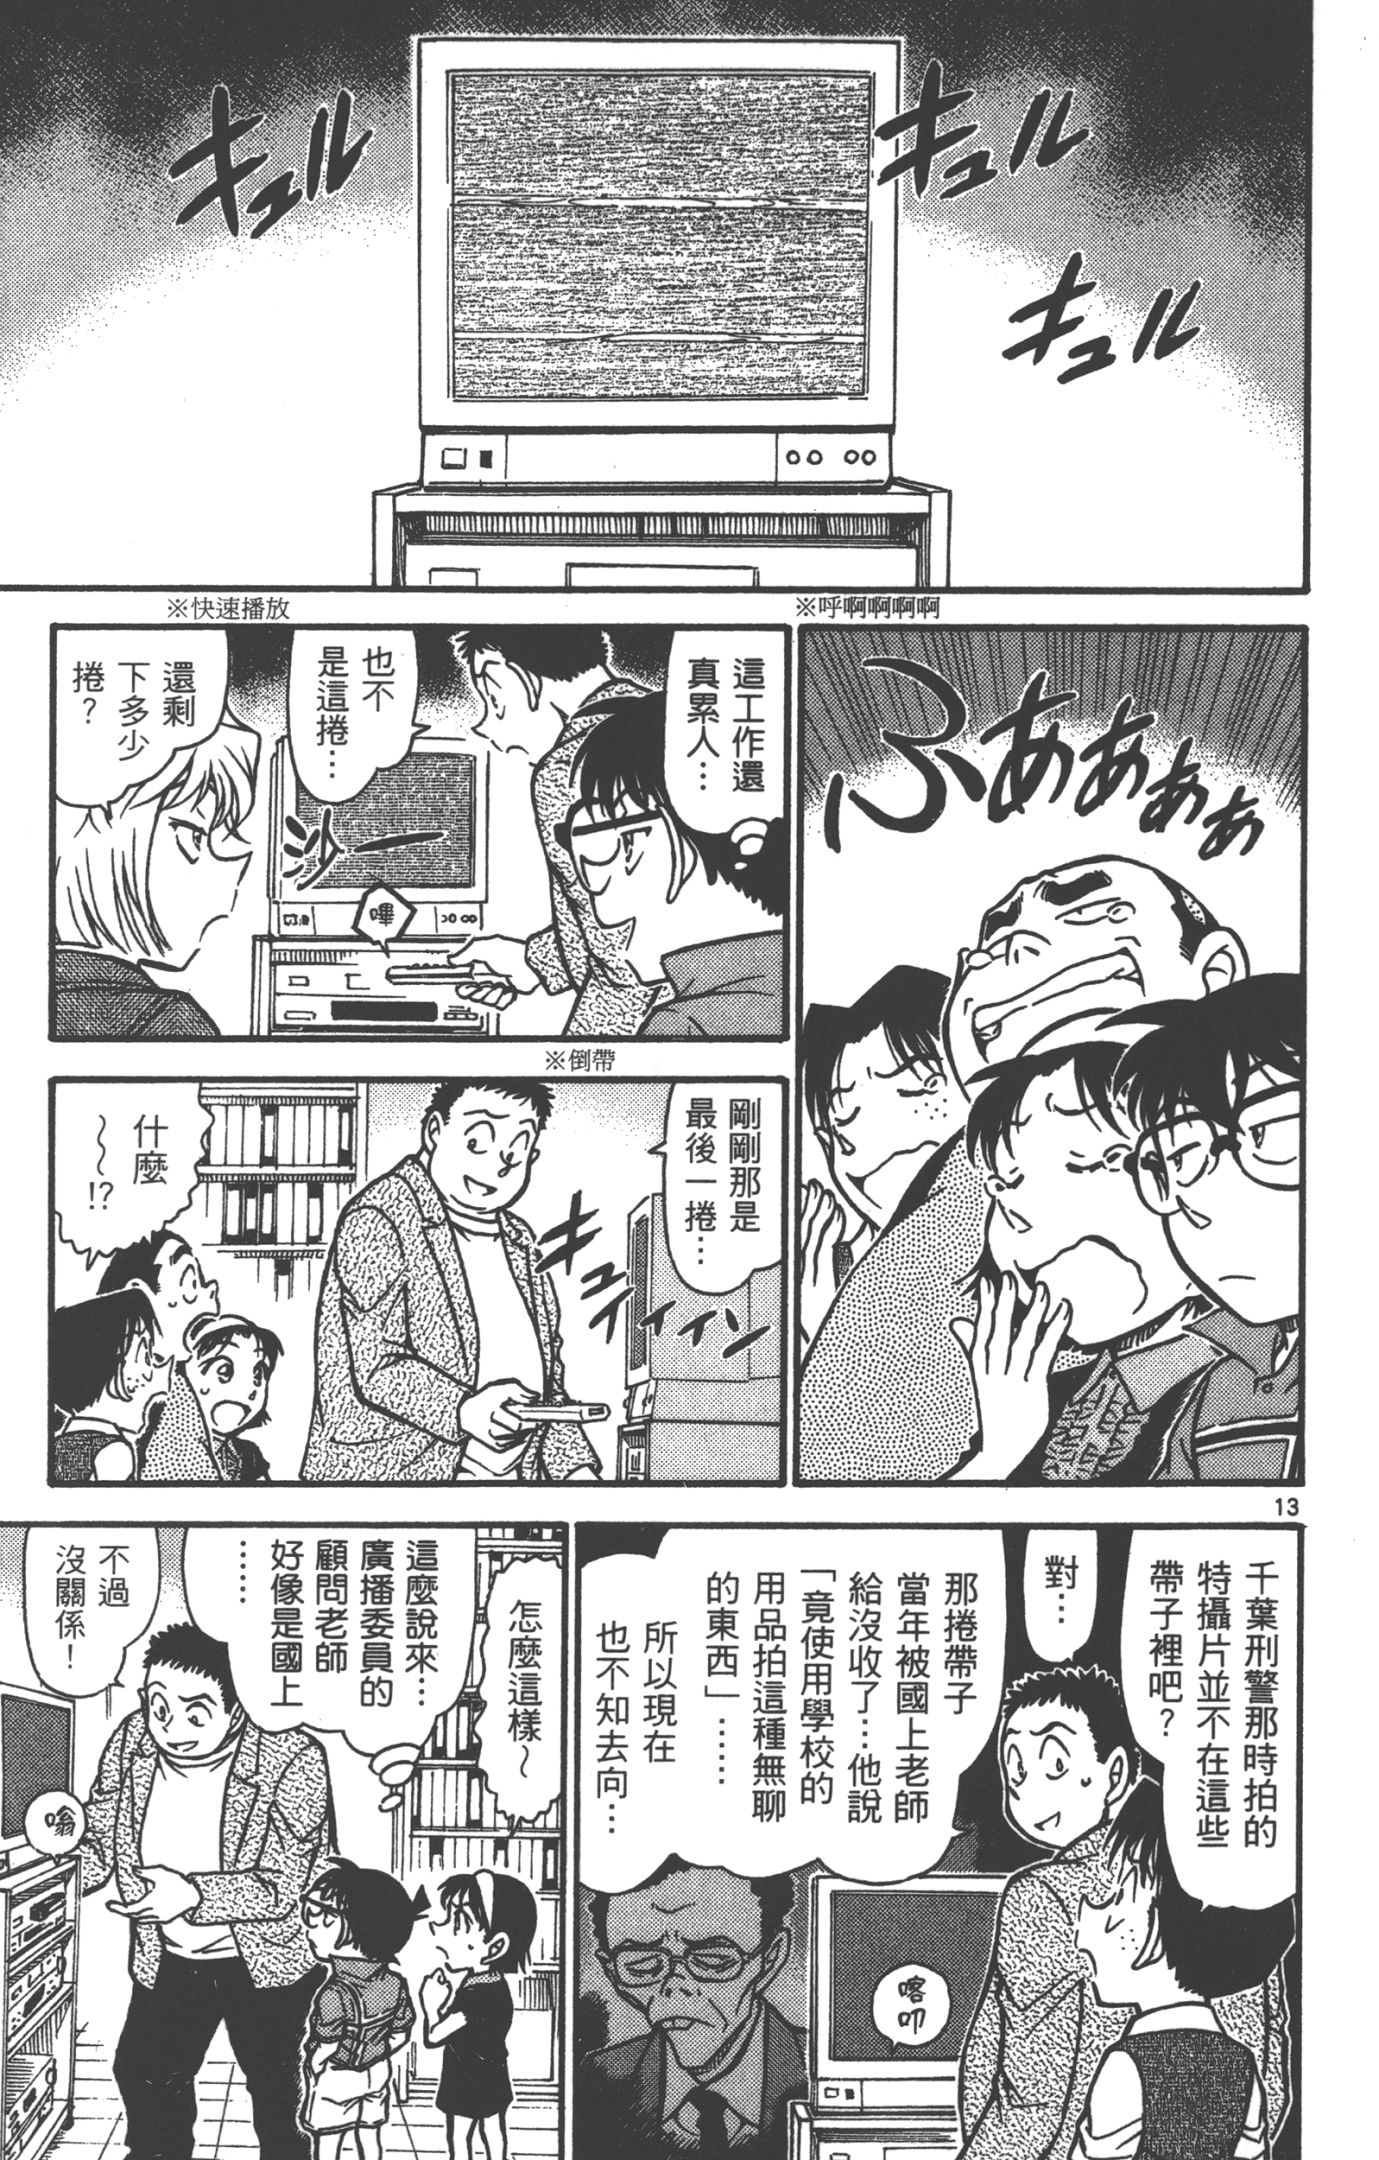 キュル
キュル
キュル
※快速播放
※呼啊啊啊啊
ふあぁぁぁ
這工作還
真累人…
也不
是這捲…
沙ー
嗶
還剩
下多少
捲？
※倒帶
剛剛那是
最後一捲…
キュイイイン
什麼
～!?
13
千葉刑警那時拍的
特攝片並不在這些
帶子裡吧？
對…
那捲帶子
當年被國上老師
給沒收了…他說
「竟使用學校的
用品拍這種無聊
的東西」……
所以現在
也不知去向…
喀叩
怎麼這樣～
這麼說來…
廣播委員的
顧問老師
好像是國上
……
不過
沒關係！
嗡